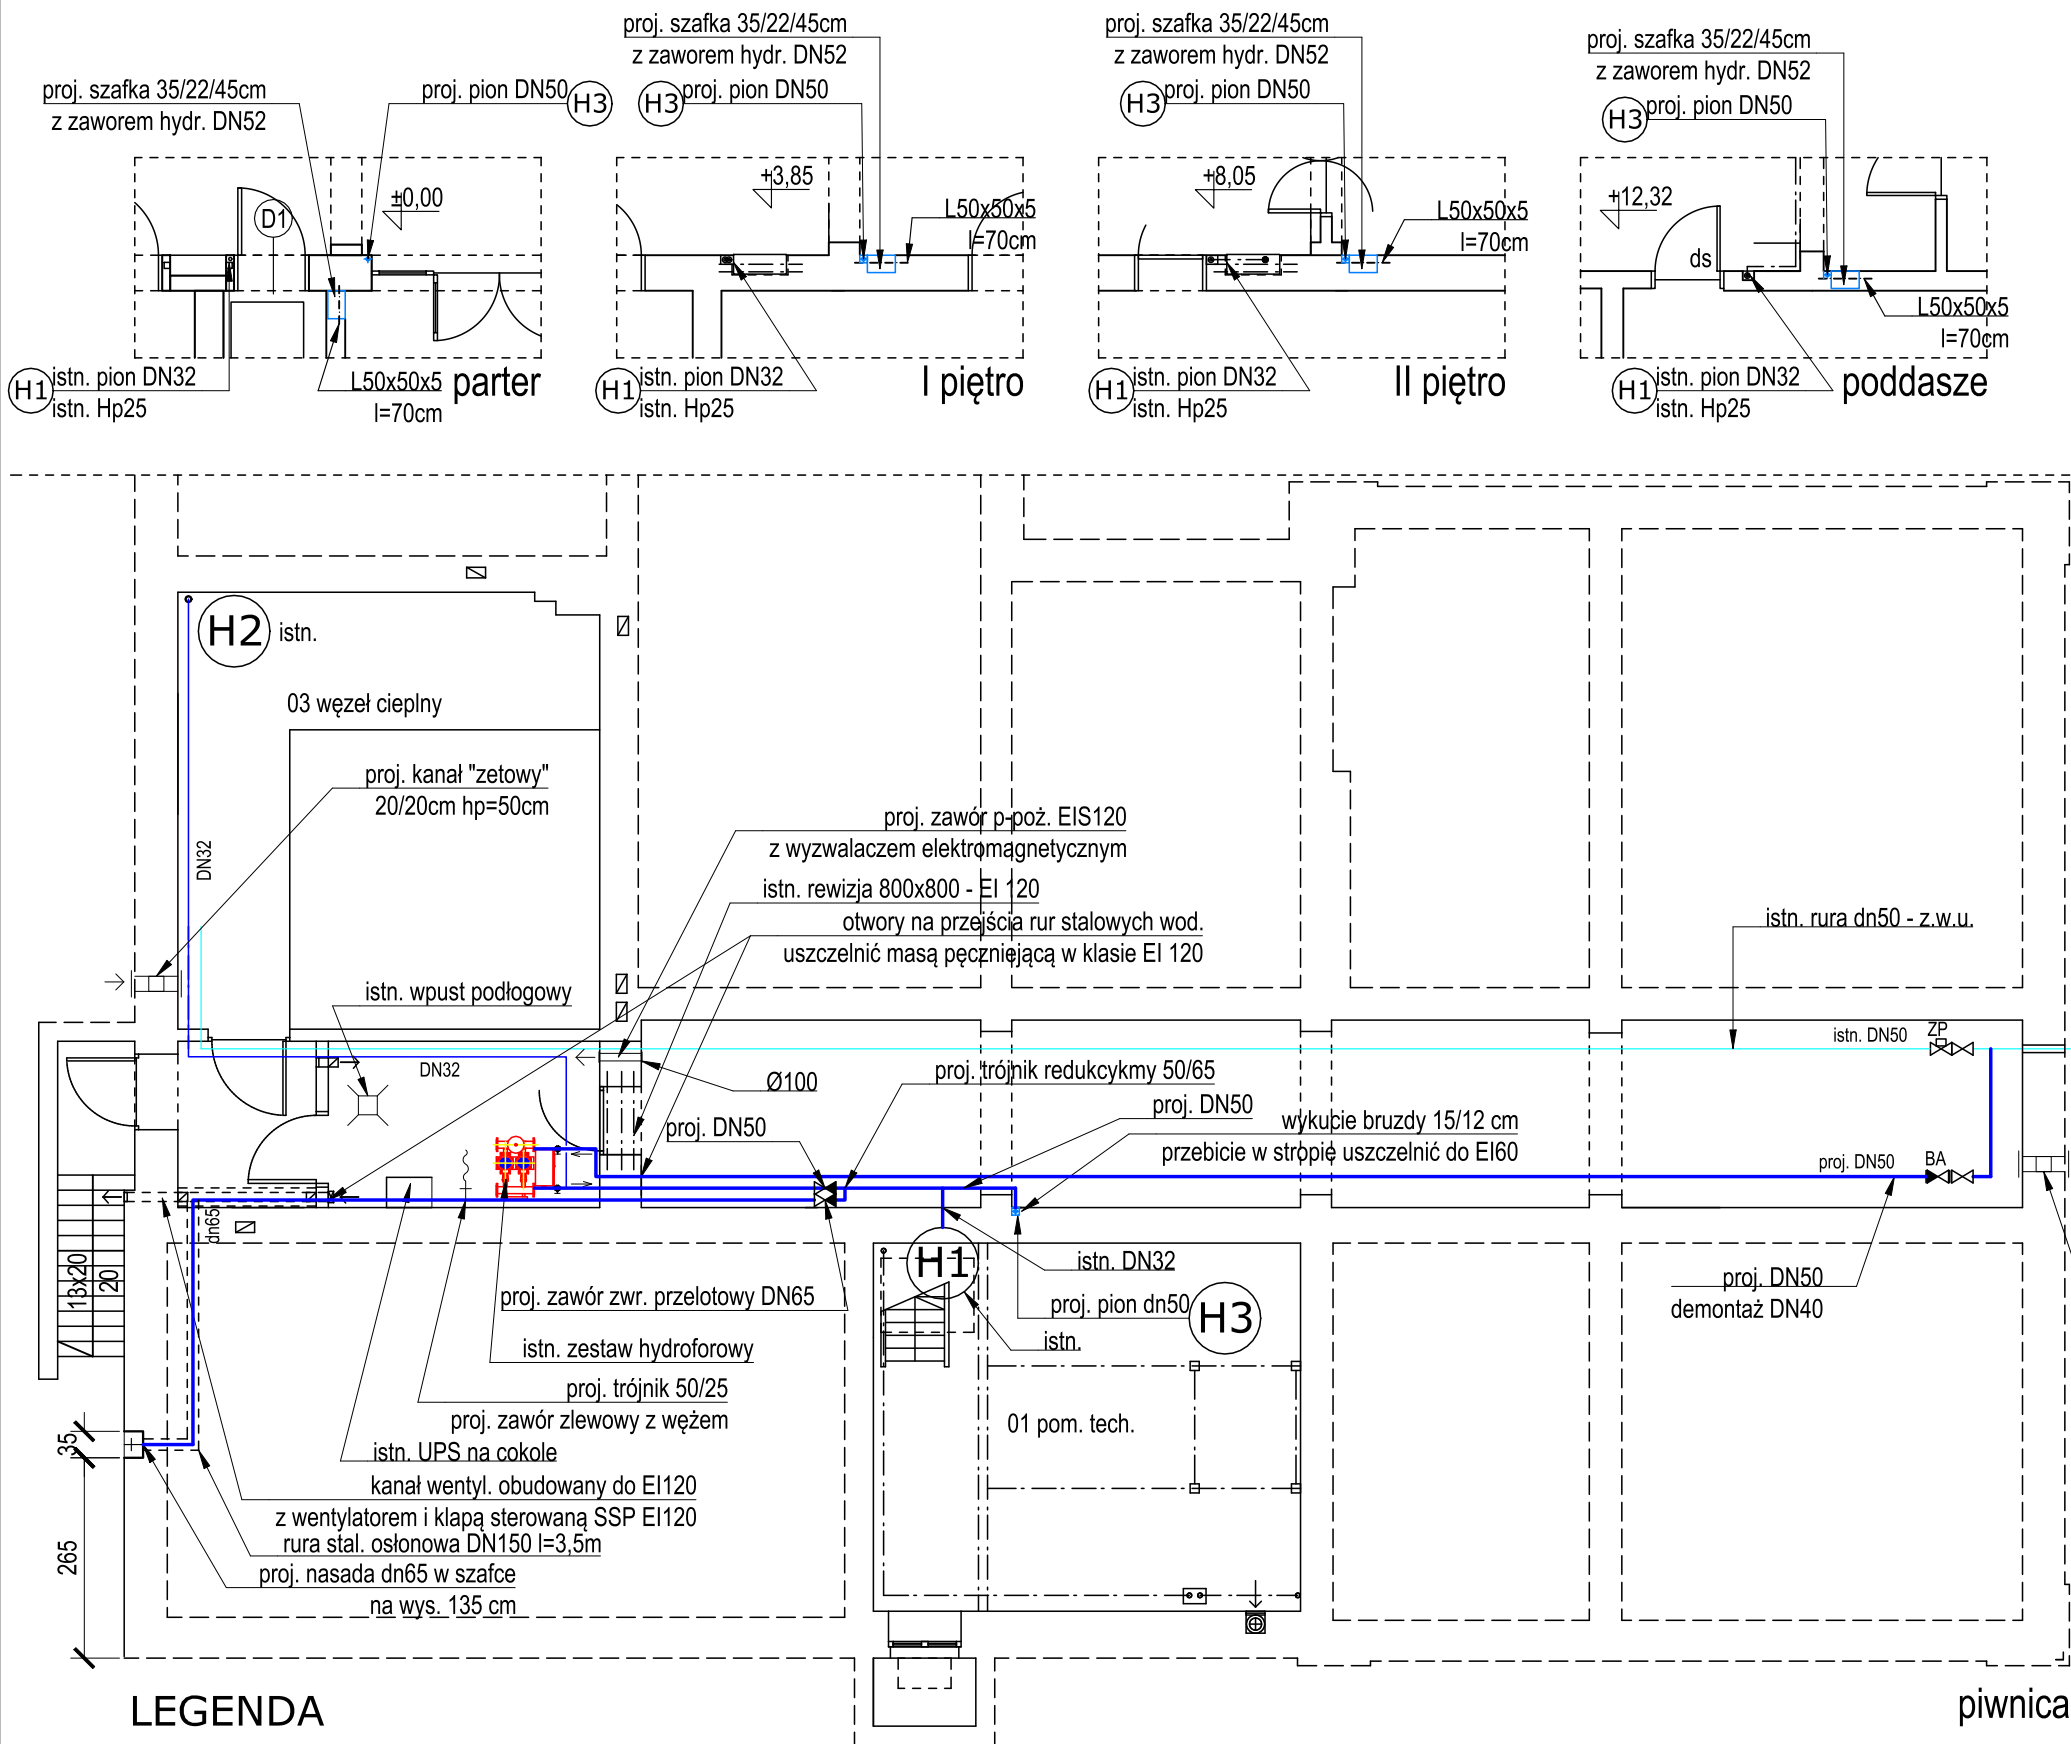 proj. szafka 35/22/45cm
z zaworem hydr. DN52
proj. pion DN50
H3
D1
±0,00
H1
istn. pion DN32
istn. Hp25
L50x50x5
l=70cm
parter
proj. szafka 35/22/45cm
z zaworem hydr. DN52
H3
proj. pion DN50
+3,85
L50x50x5
l=70cm
H1
istn. pion DN32
istn. Hp25
I piętro
proj. szafka 35/22/45cm
z zaworem hydr. DN52
H3
proj. pion DN50
+8,05
L50x50x5
l=70cm
H1
istn. pion DN32
istn. Hp25
II piętro
proj. szafka 35/22/45cm
z zaworem hydr. DN52
H3
proj. pion DN50
+12,32
ds
L50x50x5
l=70cm
H1
istn. pion DN32
istn. Hp25
poddasze
H2
istn.
03 węzeł cieplny
proj. kanał "zetowy"
20/20cm hp=50cm
DN32
proj. zawór p-poż. EIS120
z wyzwalaczem elektromagnetycznym
istn. rewizja 800x800 - EI 120
otwory na przejścia rur stalowych wod.
uszczelnić masą pęczniejącą w klasie EI 120
istn. rura dn50 - z.w.u.
istn. wpust podłogowy
istn. DN50
ZP
DN32
Ø100
proj. trójnik redukcykmy 50/65
proj. DN50
proj. DN50
wykucie bruzdy 15/12 cm
przebicie w stropie uszczelnić do EI60
proj. DN50
BA
dn65
13x20
20
H1
istn. DN32
proj. pion dn50
H3
istn.
proj. DN50
demontaż DN40
proj. zawór zwr. przelotowy DN65
istn. zestaw hydroforowy
proj. trójnik 50/25
proj. zawór zlewowy z wężem
istn. UPS na cokole
01 pom. tech.
35
kanał wentyl. obudowany do EI120
z wentylatorem i klapą sterowaną SSP EI120
rura stal. osłonowa DN150 l=3,5m
265
proj. nasada dn65 w szafce
na wys. 135 cm
LEGENDA
piwnica